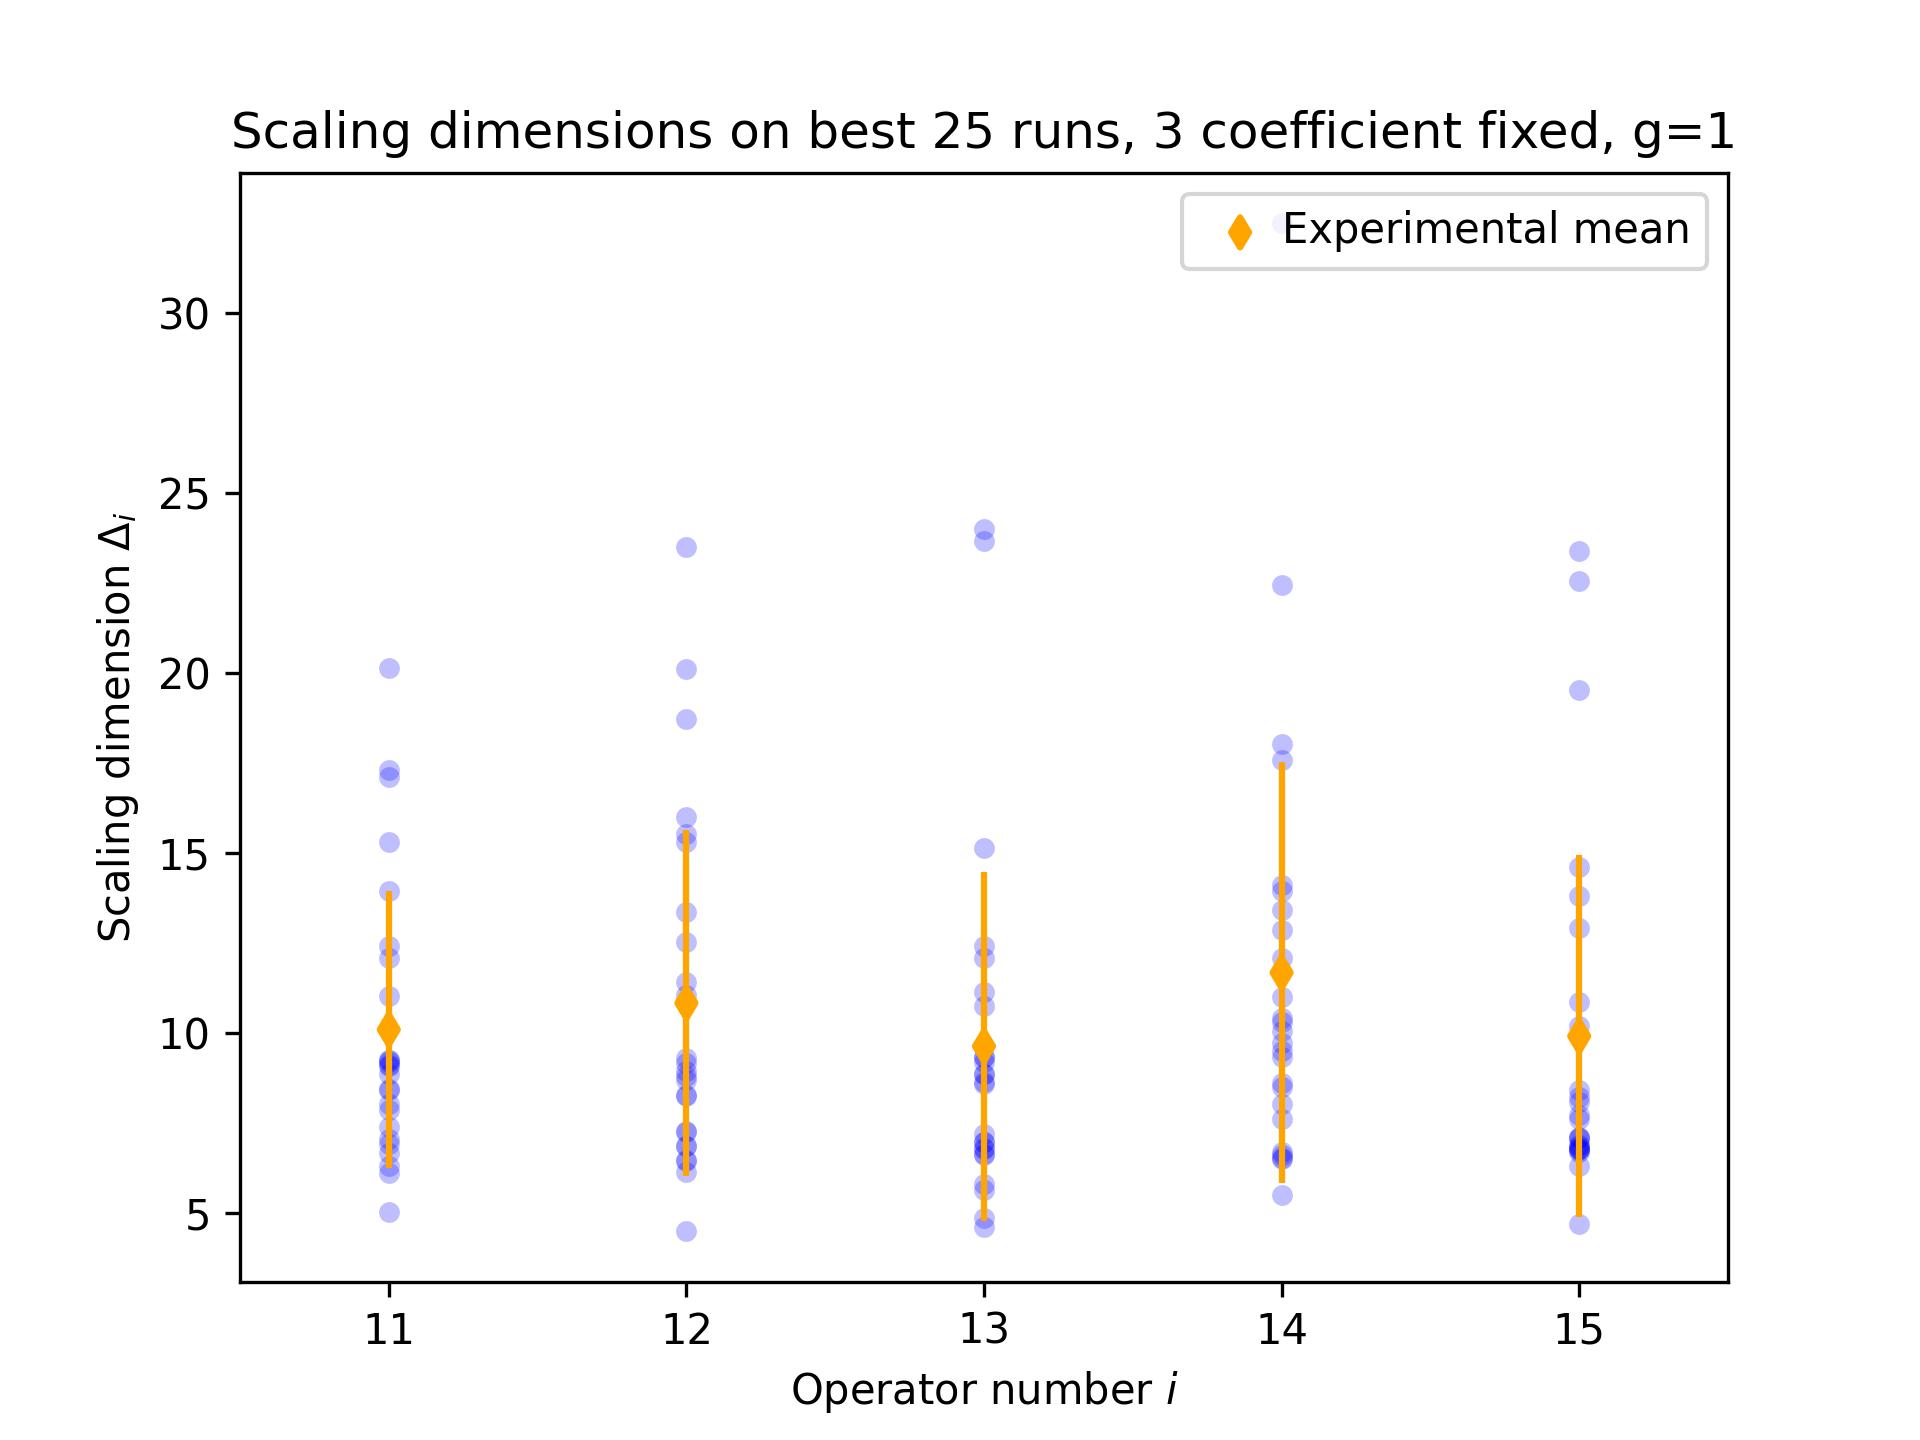 Scaling dimensions on best 25 runs, 3 coefficient fixed, g=1
Experimental mean
30
25
20
15
10
5
Scaling dimension Δᵢ
11 12 13 14 15
Operator number i